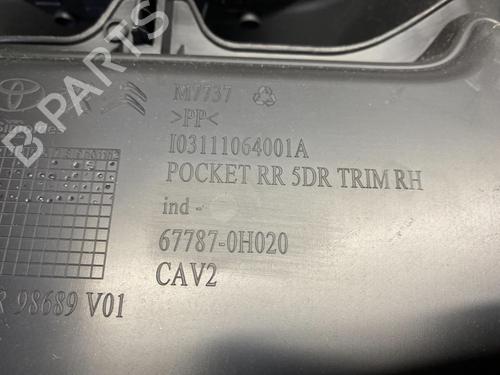 B-PARTS
M7737
>PP<
I03111064001A
POCKET RR 5DR TRIM RH
ind -
67787-0H020
CAV2
98689 V01